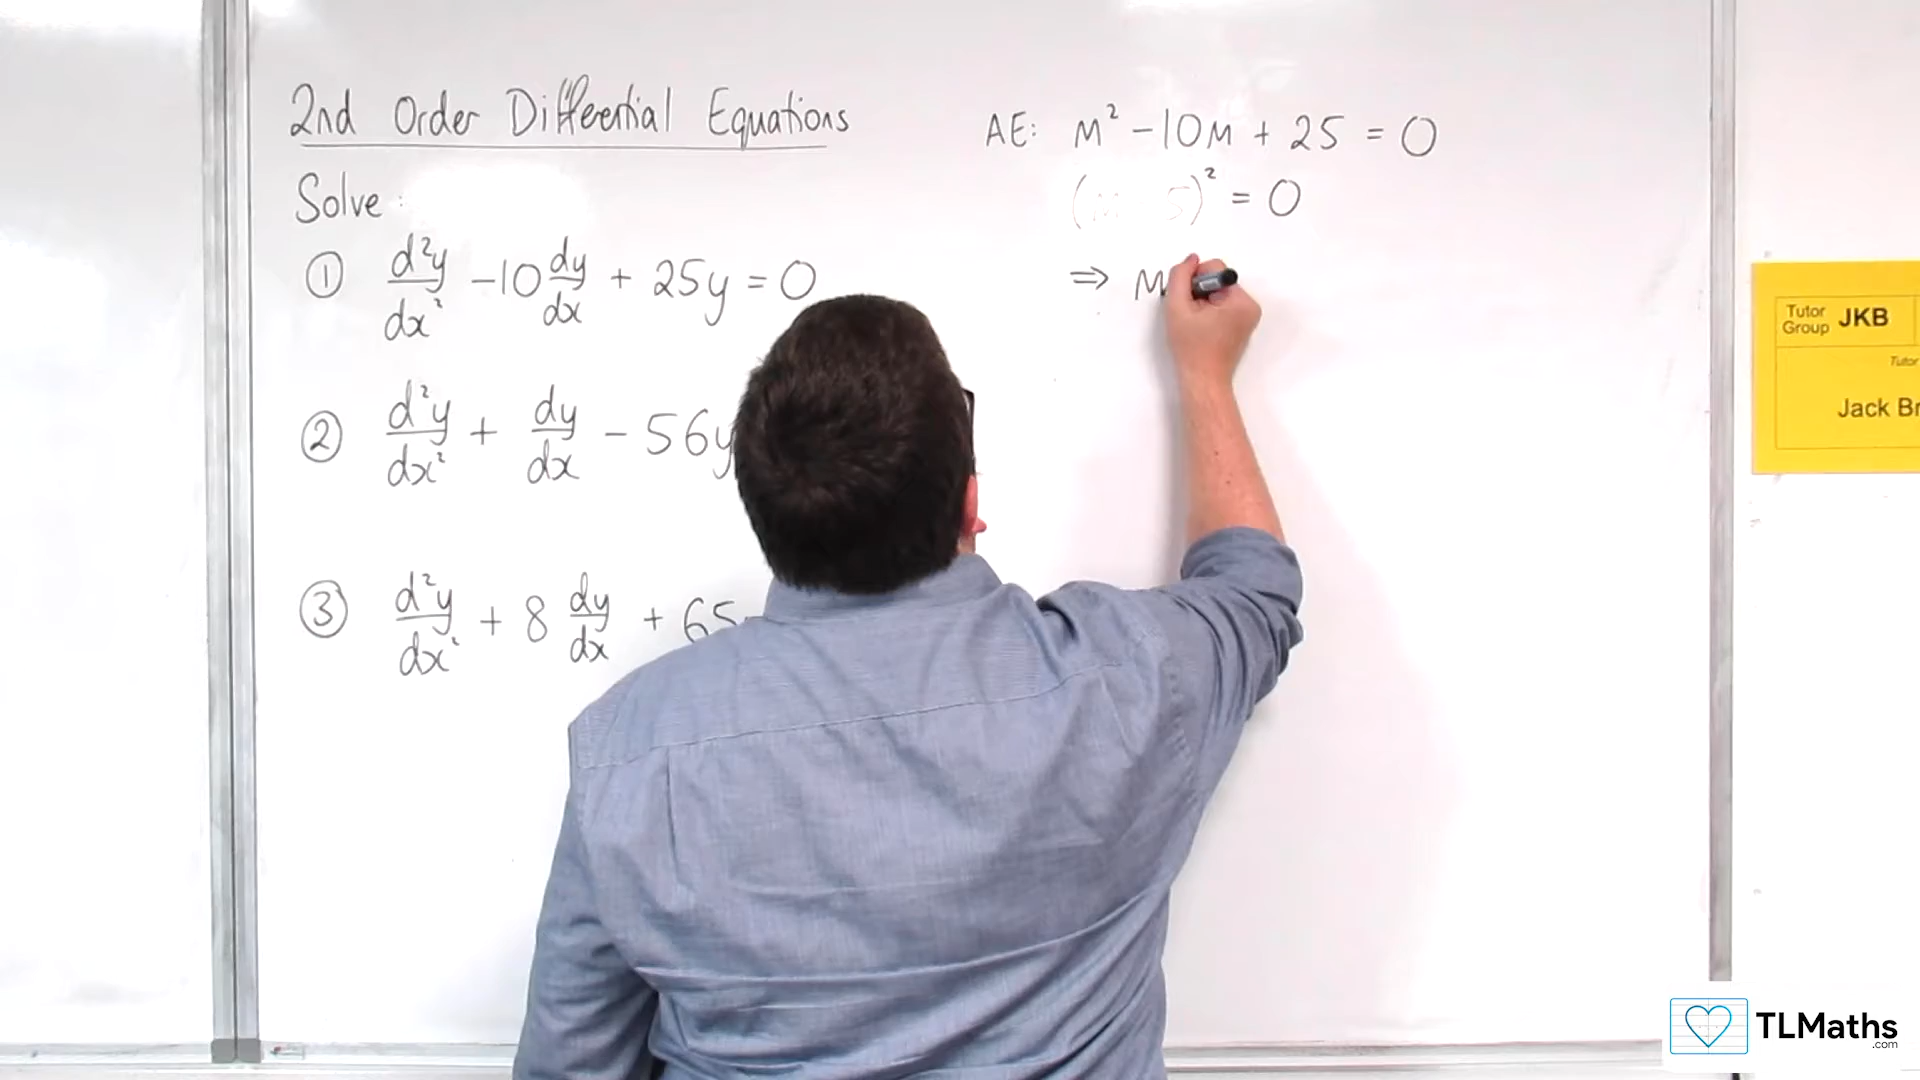 2nd Order Differential Equations
Solve:
① d²y/dx² - 10 dy/dx + 25y = 0
② d²y/dx² + dy/dx - 56y
③ d²y/dx² + 8 dy/dx + 65
AE: m² - 10m + 25 = 0
(m 5)² = 0
⇒ m
Tutor Group JKB
Tutor
Jack Br
TLMaths
.com